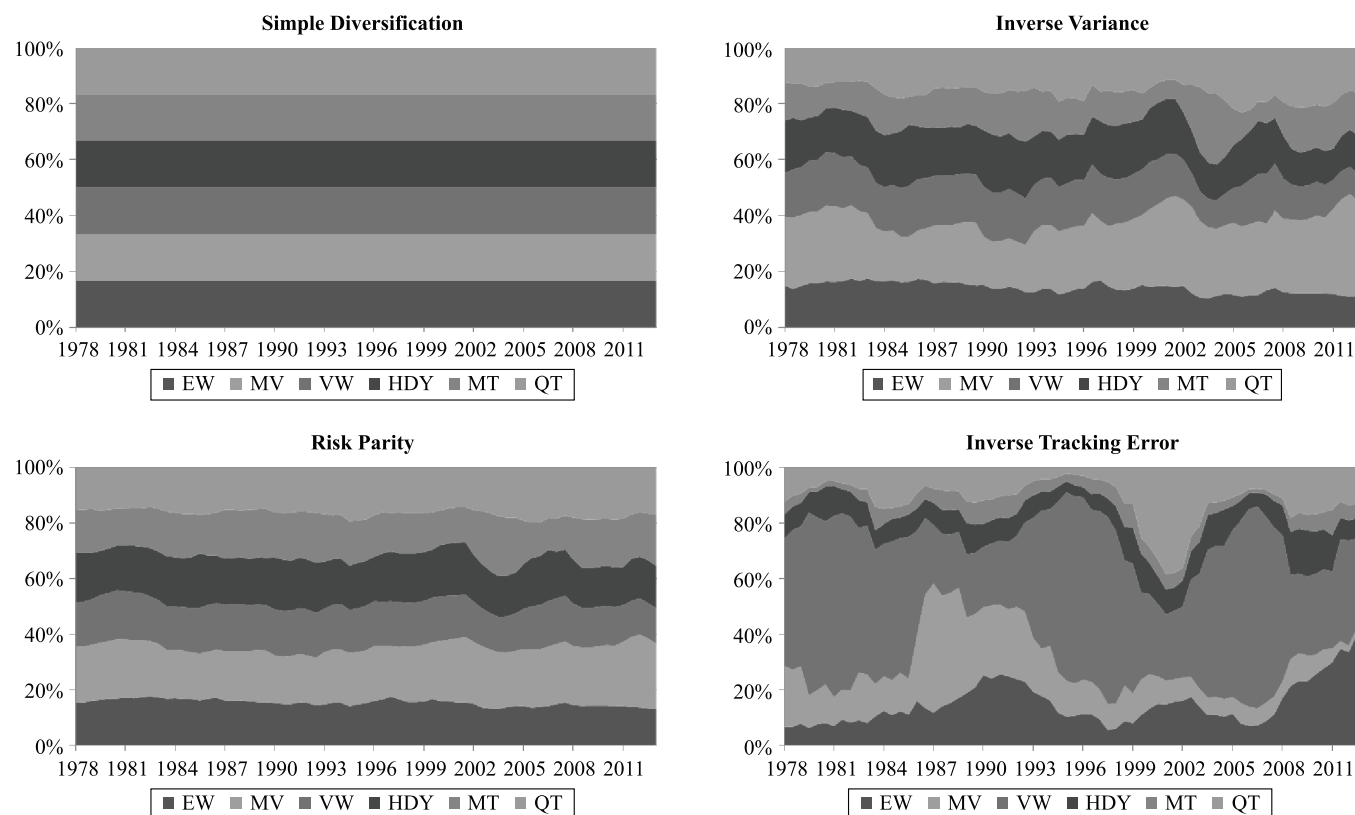 Simple Diversification
100%
80%
60%
40%
20%
0%
1978 1981 1984 1987 1990 1993 1996 1999 2002 2005 2008 2011
EW MV VW HDY MT QT
Inverse Variance
100%
80%
60%
40%
20%
0%
1978 1981 1984 1987 1990 1993 1996 1999 2002 2005 2008 2011
EW MV VW HDY MT QT
Risk Parity
100%
80%
60%
40%
20%
0%
1978 1981 1984 1987 1990 1993 1996 1999 2002 2005 2008 2011
EW MV VW HDY MT QT
Inverse Tracking Error
100%
80%
60%
40%
20%
0%
1978 1981 1984 1987 1990 1993 1996 1999 2002 2005 2008 2011
EW MV VW HDY MT QT